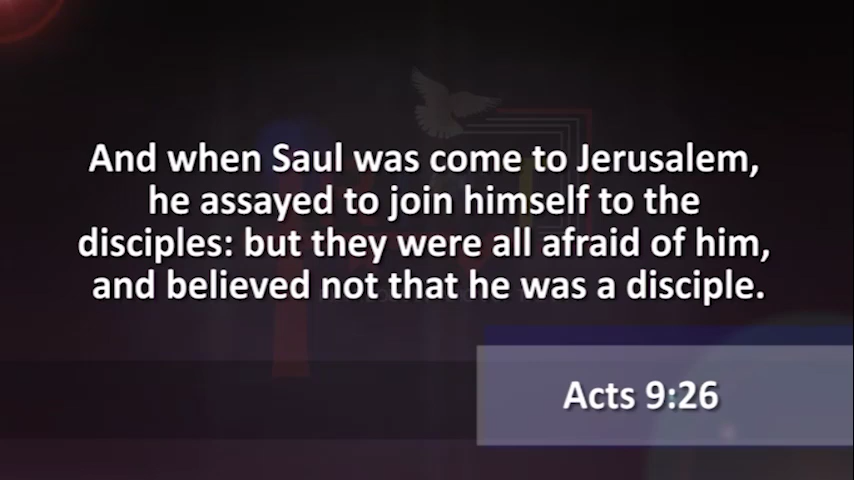 And when Saul was come to Jerusalem,
he assayed to join himself to the
disciples: but they were all afraid of him,
and believed not that he was a disciple.
Acts 9:26